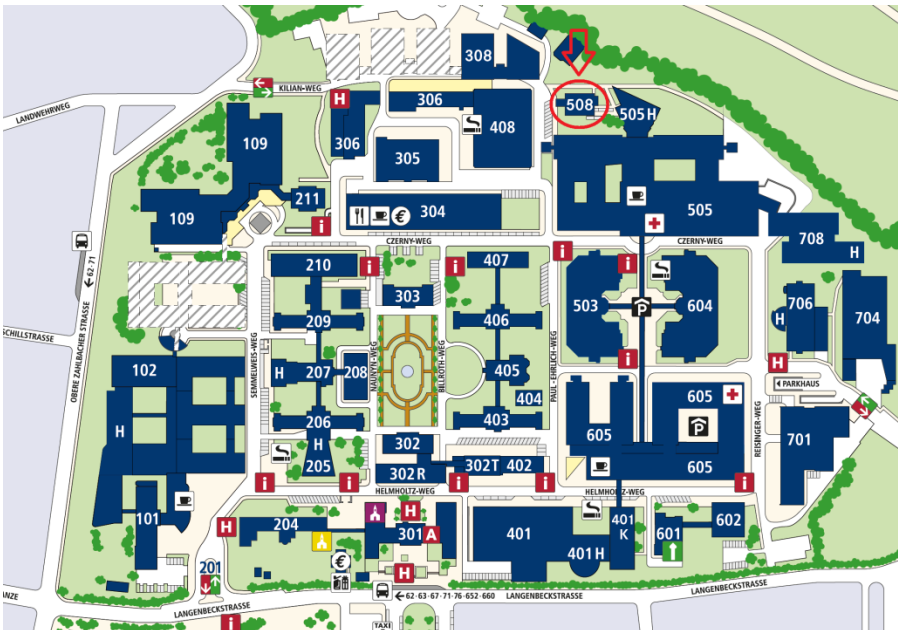 308
508
KILIAN-WEG
H
306
505 H
LANDWEHRWEG
306
408
109
305
211
304
€
109
505
i
708
CZERNY-WEG
CZERNY-WEG
H
210
i
i
407
i
i
62·71
303
503
604
706
704
OBERE ZAHLBACHER STRASSE
SCHILLSTRASSE
209
406
H
SEMMELWEIS-WEG
NAUNYN-WEG
BILLROTH-WEG
PAUL-EHRLICH-WEG
P
102
H
207
208
405
i
H
404
605
PARKHAUS
206
403
H
302
605
P
REISINGER-WEG
701
H
205
302 R
302T
402
605
i
i
i
i
i
HELMHOLTZ-WEG
HELMHOLTZ-WEG
101
H
204
H
301
A
401
401
K
601
602
401 H
201
€
H
62·63·67·71·76·652·660
LANGENBECKSTRASSE
LANGENBECKSTRASSE
LANGENBECKSTRASSE
ANZE
i
TAXI